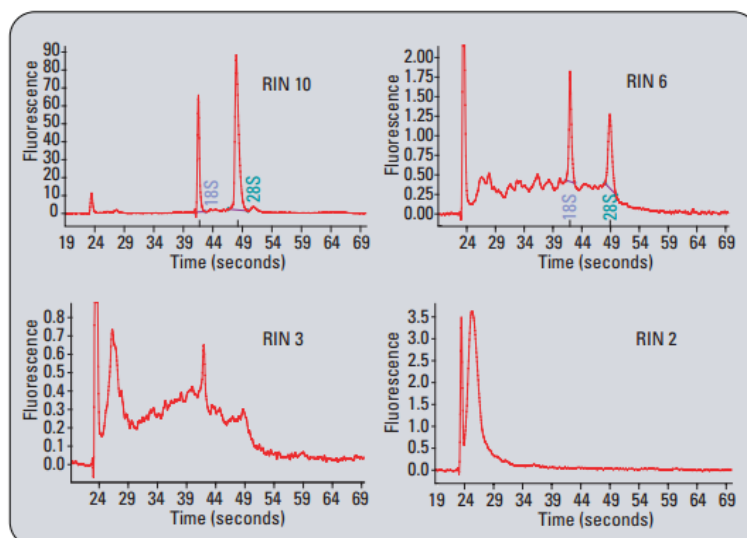 Fluorescence
90
80
70
60
50
40
30
20
10
0
RIN 10
18S
28S
19 24 29 34 39 44 49 54 59 64 69
Time (seconds)
Fluorescence
2.00
1.75
1.50
1.25
1.00
0.75
0.50
0.25
0.00
RIN 6
18S
28S
24 29 34 39 44 49 54 59 64 69
Time (seconds)
Fluorescence
0.8
0.7
0.6
0.5
0.4
0.3
0.2
0.1
0.0
RIN 3
24 29 34 39 44 49 54 59 64 69
Time (seconds)
Fluorescence
3.5
3.0
2.5
2.0
1.5
1.0
0.5
0.0
RIN 2
19 24 29 34 39 44 49 54 59 64 69
Time (seconds)